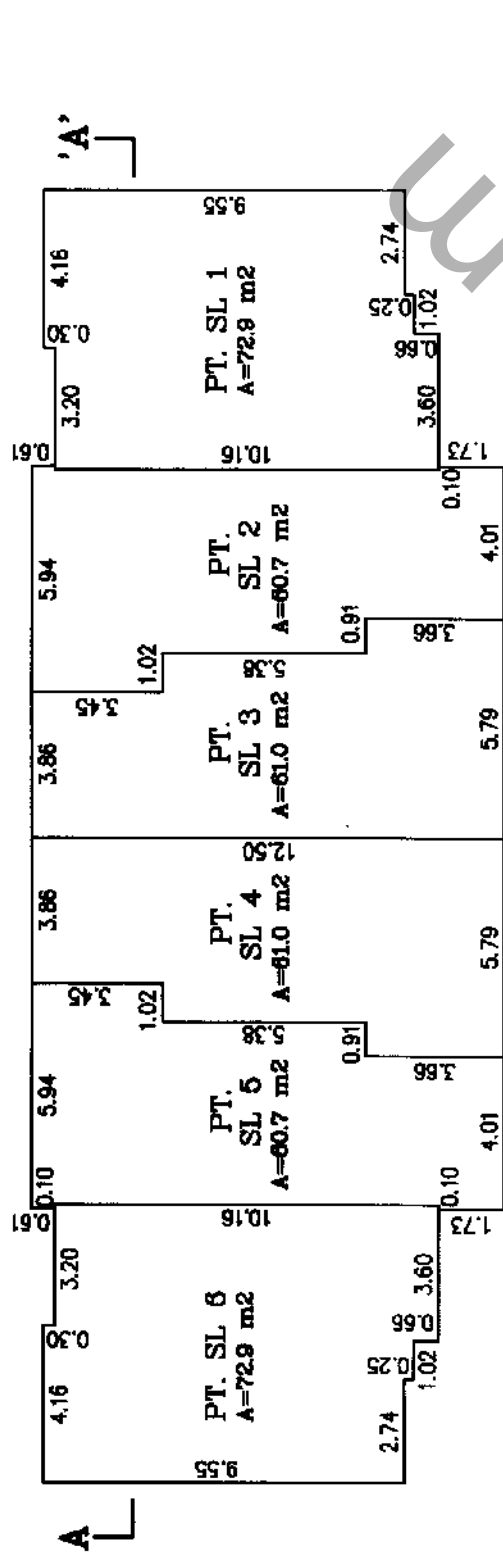 A
'A'
PT. SL 6
A=72.9 m2
9.55
4.16
0.30
3.20
0.61
0.10
10.16
2.74
0.25
1.02
0.66
3.60
1.73
0.10
PT.
SL 5
A=60.7 m2
5.94
3.45
1.02
5.38
0.91
3.66
4.01
PT.
SL 4
A=61.0 m2
3.86
5.79
12.50
PT.
SL 3
A=61.0 m2
3.86
5.79
3.45
1.02
5.38
0.91
3.66
PT.
SL 2
A=60.7 m2
5.94
4.01
0.61
10.16
0.10
1.73
PT. SL 1
A=72.9 m2
3.20
0.30
4.16
9.55
3.60
0.66
1.02
0.25
2.74